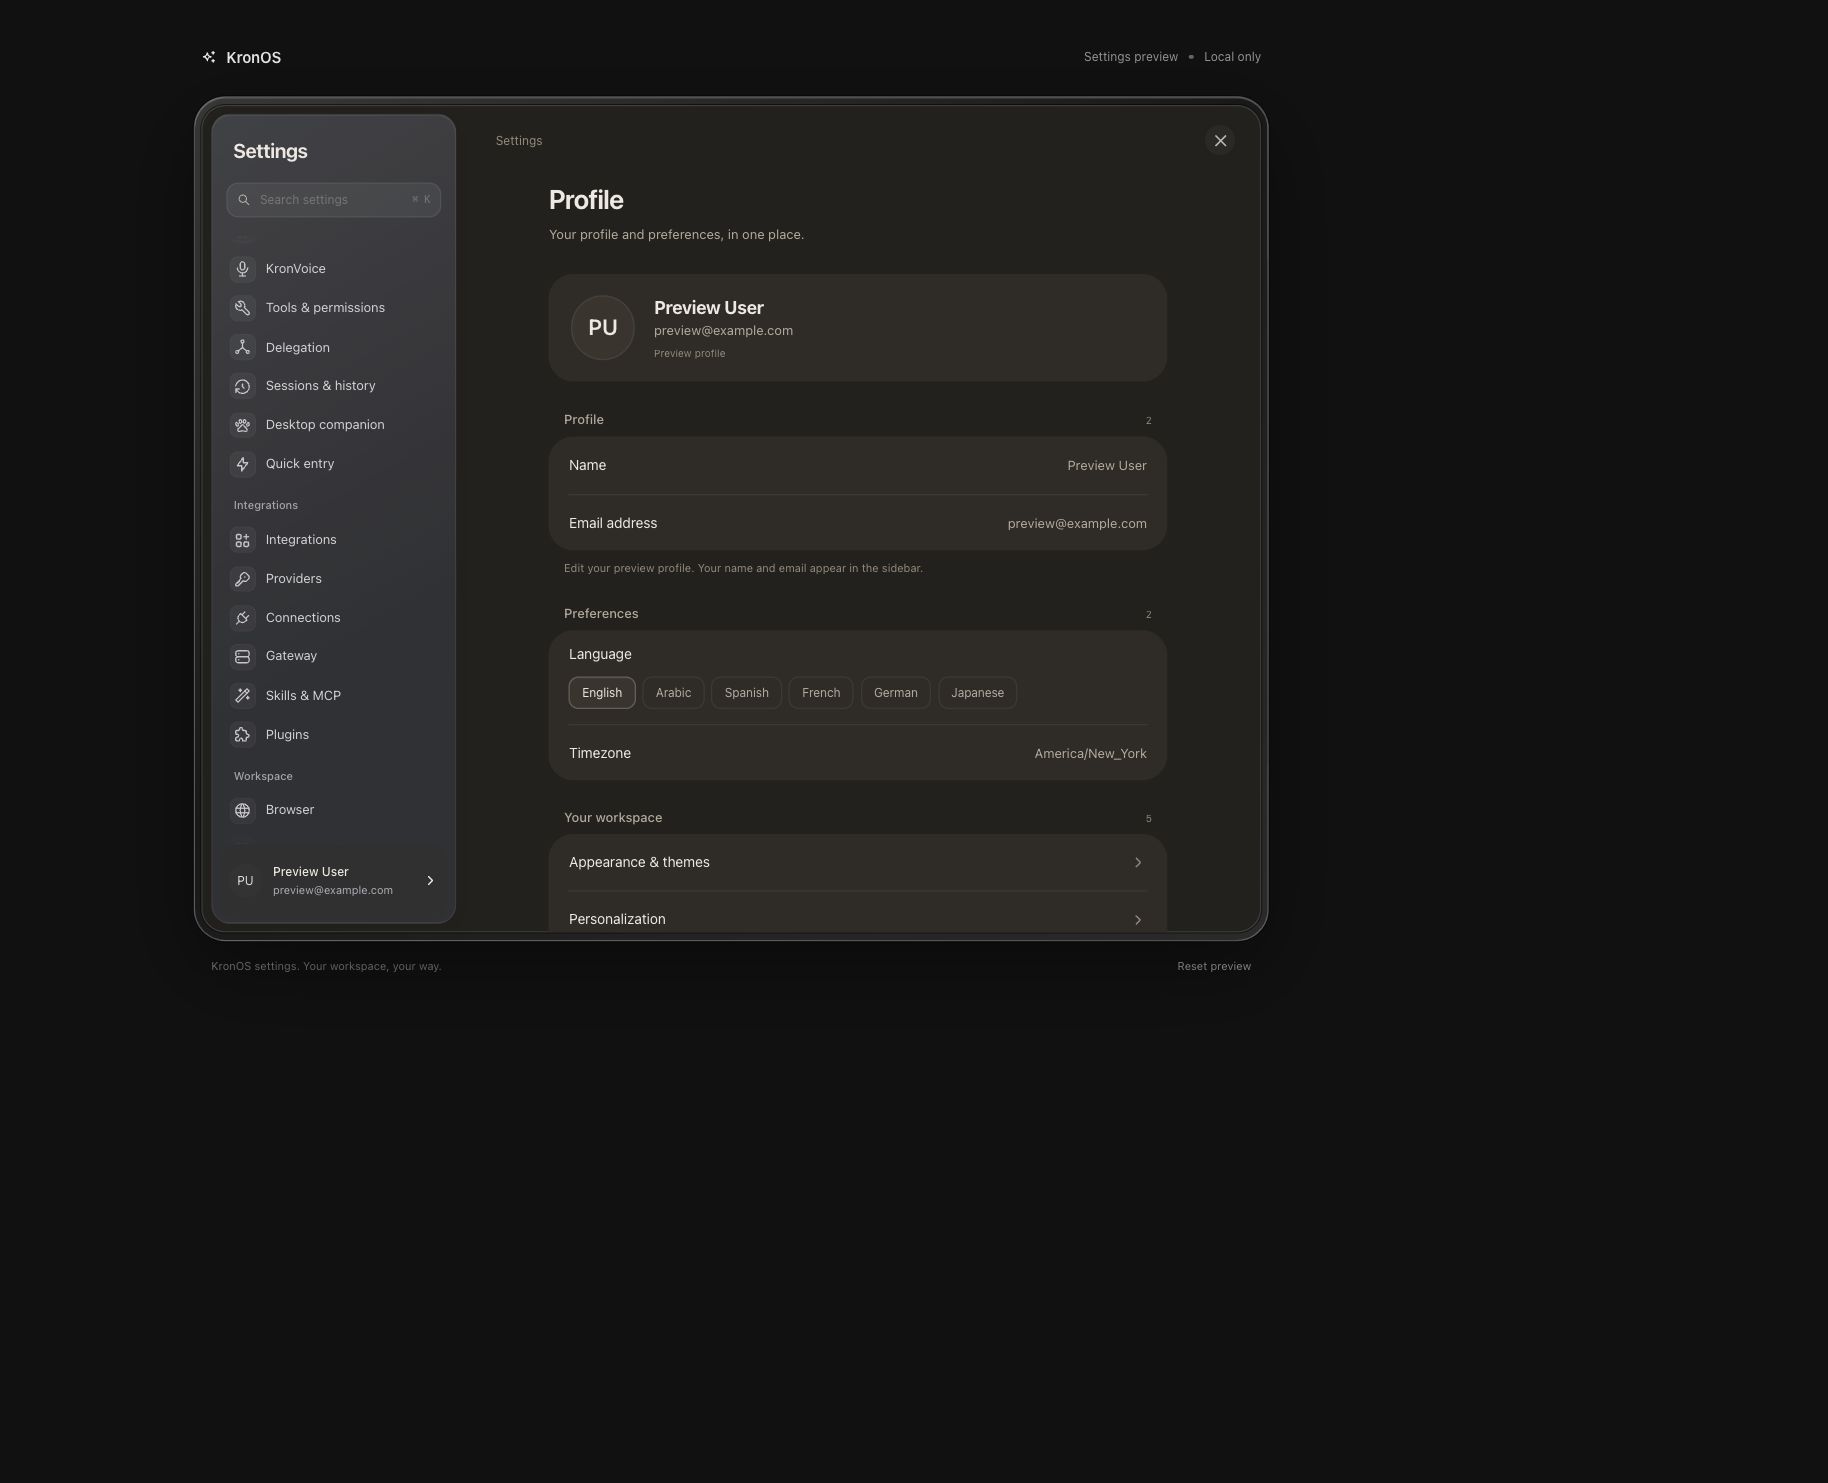 KronOS
Settings preview • Local only
Settings
Search settings ⌘ K
KronVoice
Tools & permissions
Delegation
Sessions & history
Desktop companion
Quick entry
Integrations
Integrations
Providers
Connections
Gateway
Skills & MCP
Plugins
Workspace
Browser
PU
Preview User
preview@example.com
Settings
Profile
Your profile and preferences, in one place.
PU
Preview User
preview@example.com
Preview profile
Profile 2
Name Preview User
Email address preview@example.com
Edit your preview profile. Your name and email appear in the sidebar.
Preferences 2
Language
English Arabic Spanish French German Japanese
Timezone America/New_York
Your workspace 5
Appearance & themes
Personalization
KronOS settings. Your workspace, your way.
Reset preview